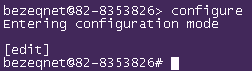 bezeqnet@82-8353826> configure
Entering configuration mode
[edit]
bezeqnet@82-8353826#